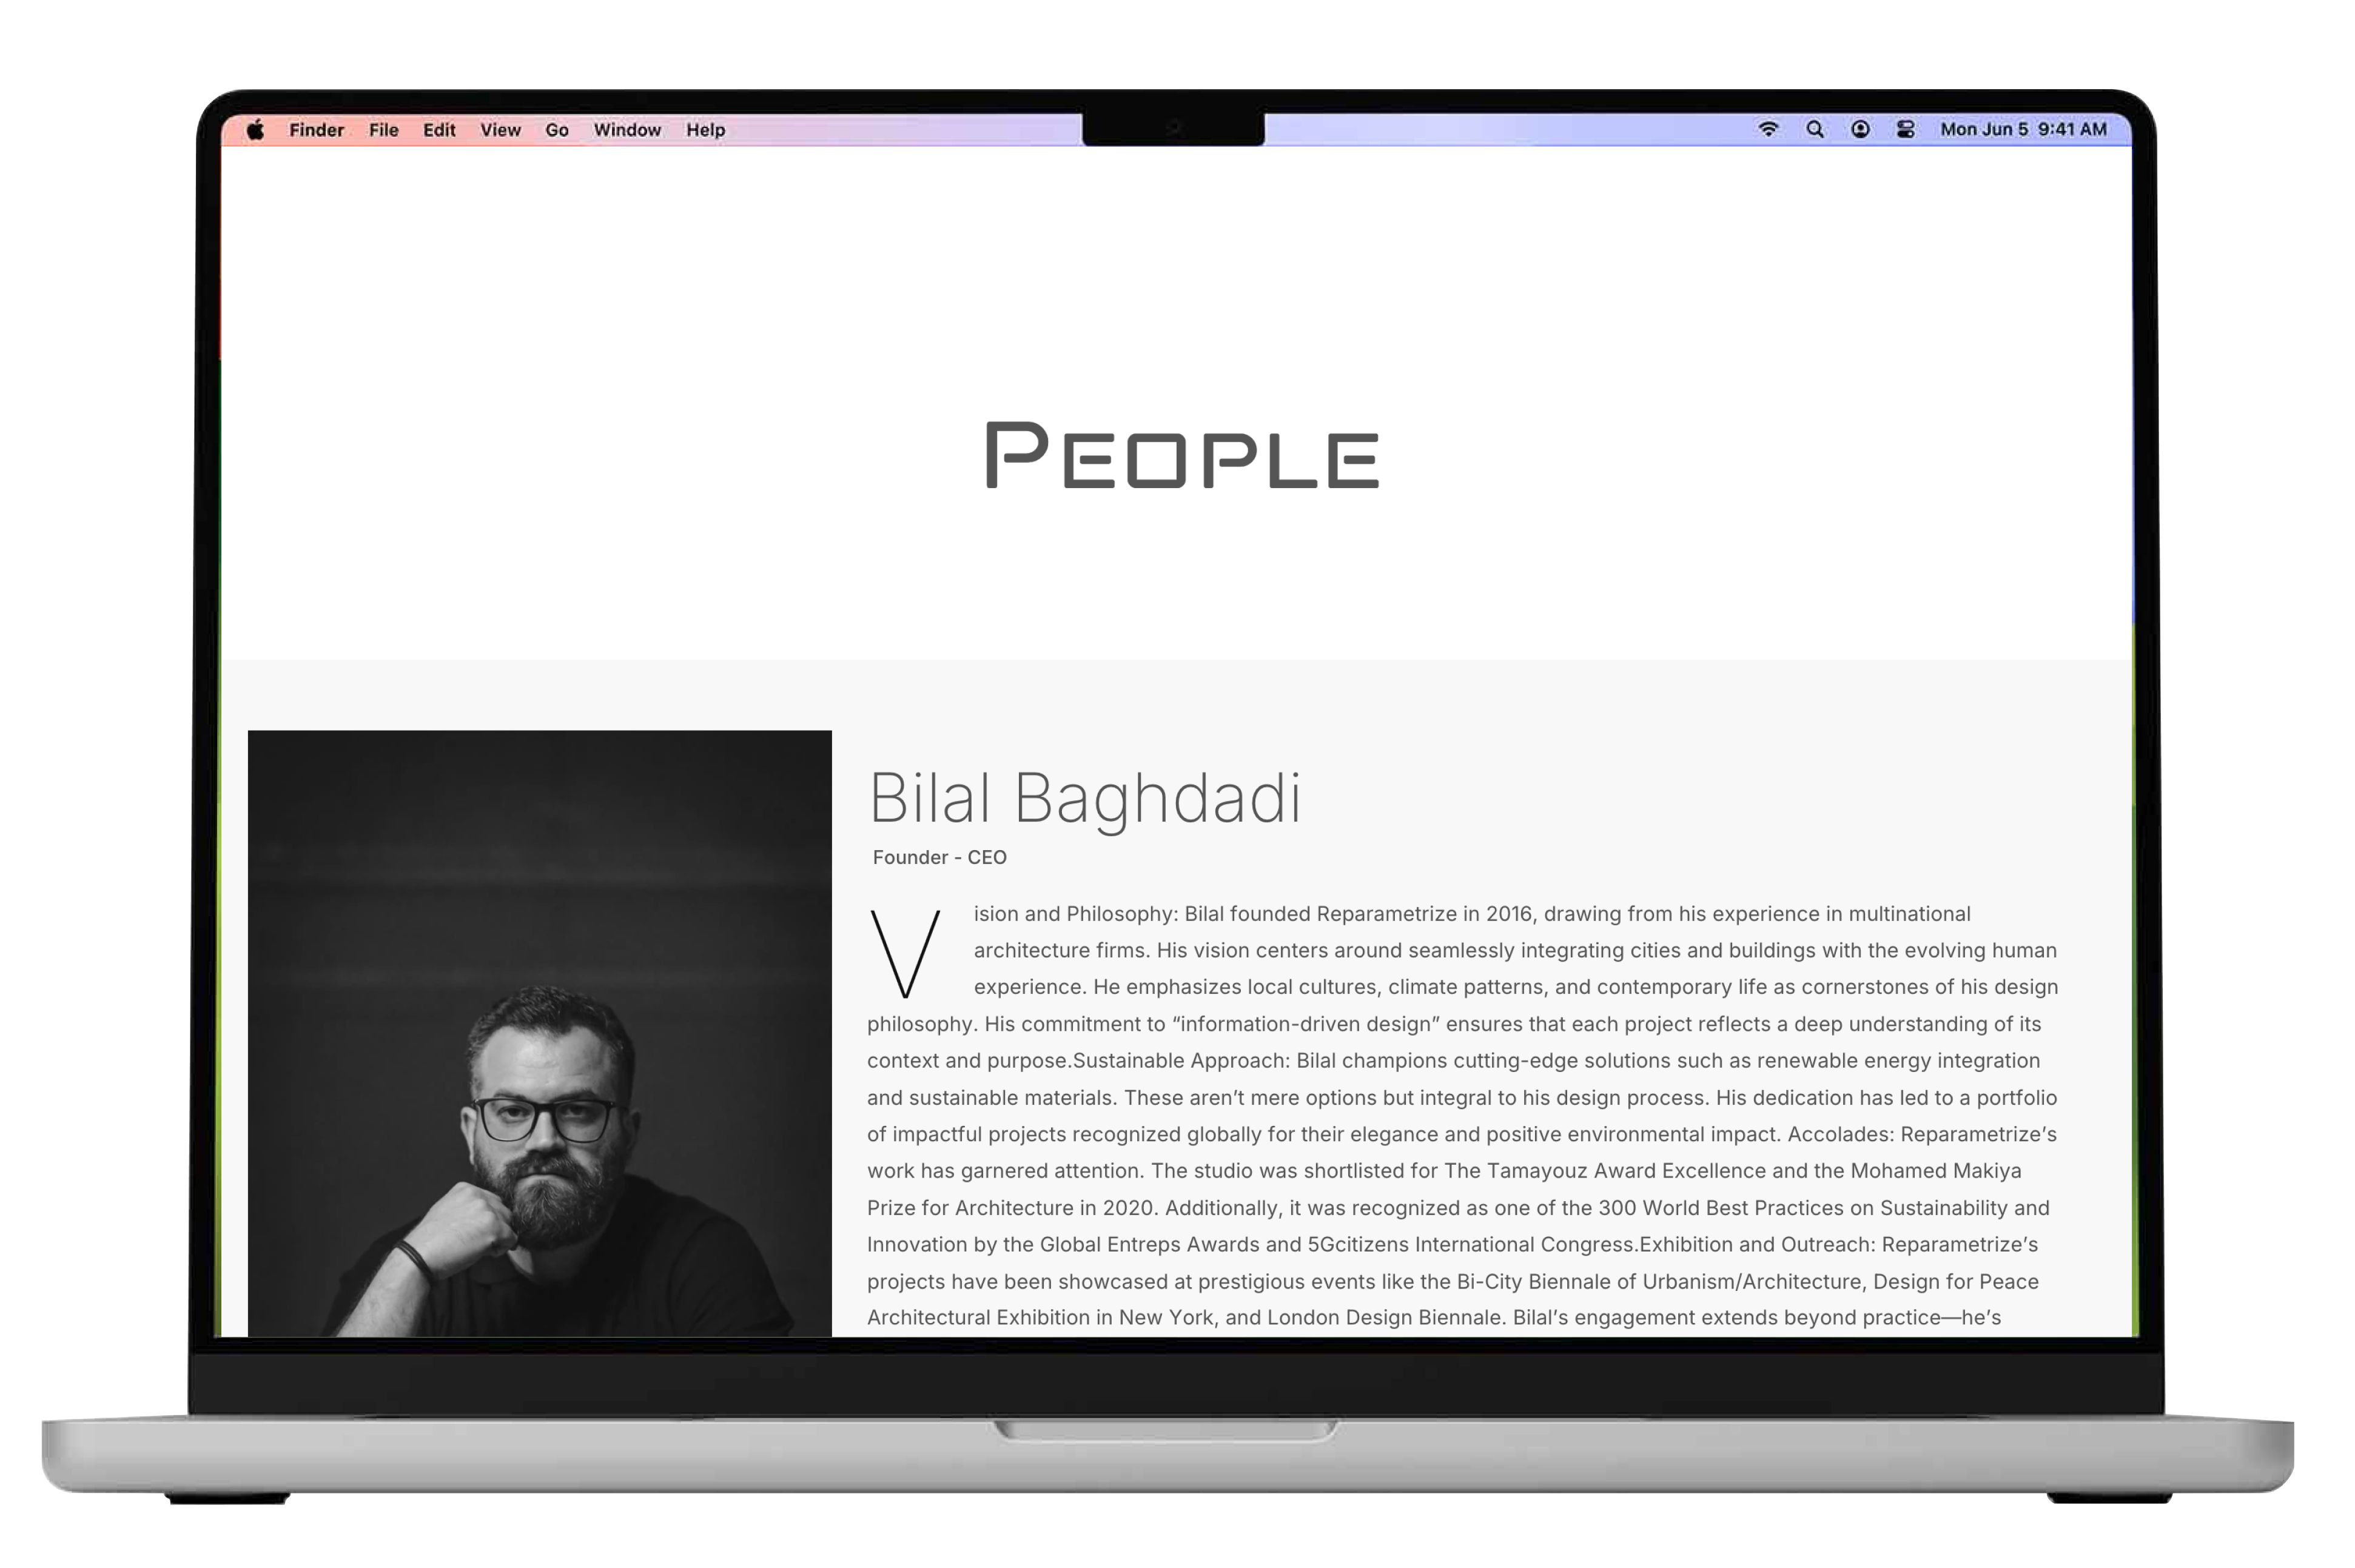 Finder File Edit View Go Window Help
Mon Jun 5 9:41 AM
PEOPLE
Bilal Baghdadi
Founder - CEO
Vision and Philosophy: Bilal founded Reparametrize in 2016, drawing from his experience in multinational
architecture firms. His vision centers around seamlessly integrating cities and buildings with the evolving human
experience. He emphasizes local cultures, climate patterns, and contemporary life as cornerstones of his design
philosophy. His commitment to “information-driven design” ensures that each project reflects a deep understanding of its
context and purpose.Sustainable Approach: Bilal champions cutting-edge solutions such as renewable energy integration
and sustainable materials. These aren’t mere options but integral to his design process. His dedication has led to a portfolio
of impactful projects recognized globally for their elegance and positive environmental impact. Accolades: Reparametrize’s
work has garnered attention. The studio was shortlisted for The Tamayouz Award Excellence and the Mohamed Makiya
Prize for Architecture in 2020. Additionally, it was recognized as one of the 300 World Best Practices on Sustainability and
Innovation by the Global Entreps Awards and 5Gcitizens International Congress.Exhibition and Outreach: Reparametrize’s
projects have been showcased at prestigious events like the Bi-City Biennale of Urbanism/Architecture, Design for Peace
Architectural Exhibition in New York, and London Design Biennale. Bilal’s engagement extends beyond practice—he’s